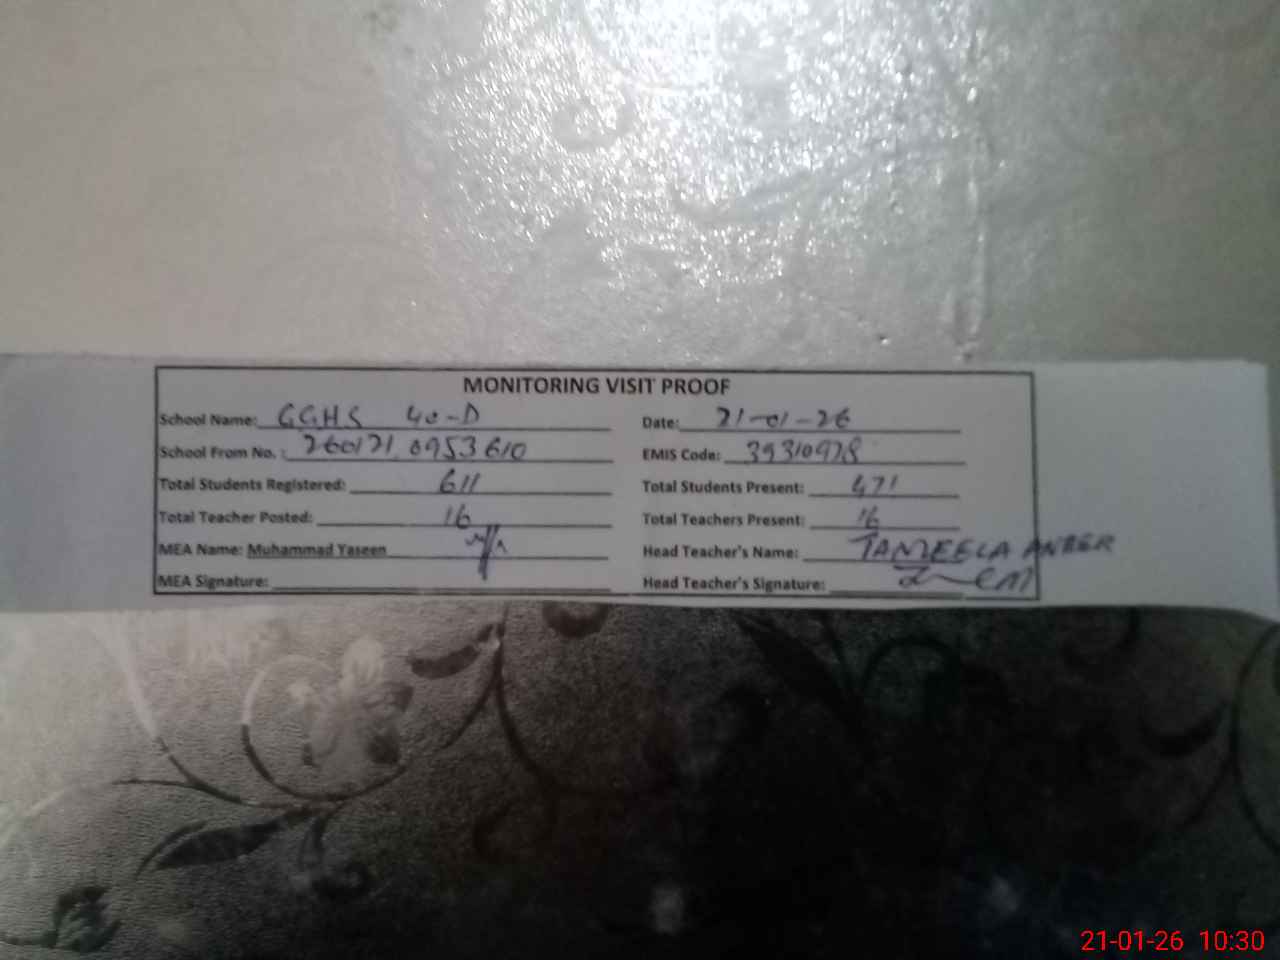 MONITORING VISIT PROOF
School Name: GGHS 40-D Date: 21-01-26
School From No. : 260121 0953610 EMIS Code: 39310978
Total Students Registered: 611 Total Students Present: 471
Total Teacher Posted: 16 Total Teachers Present: 16
MEA Name: Muhammad Yaseen Head Teacher's Name: TANZEELA AMBER
MEA Signature: Head Teacher's Signature:
21-01-26 10:30